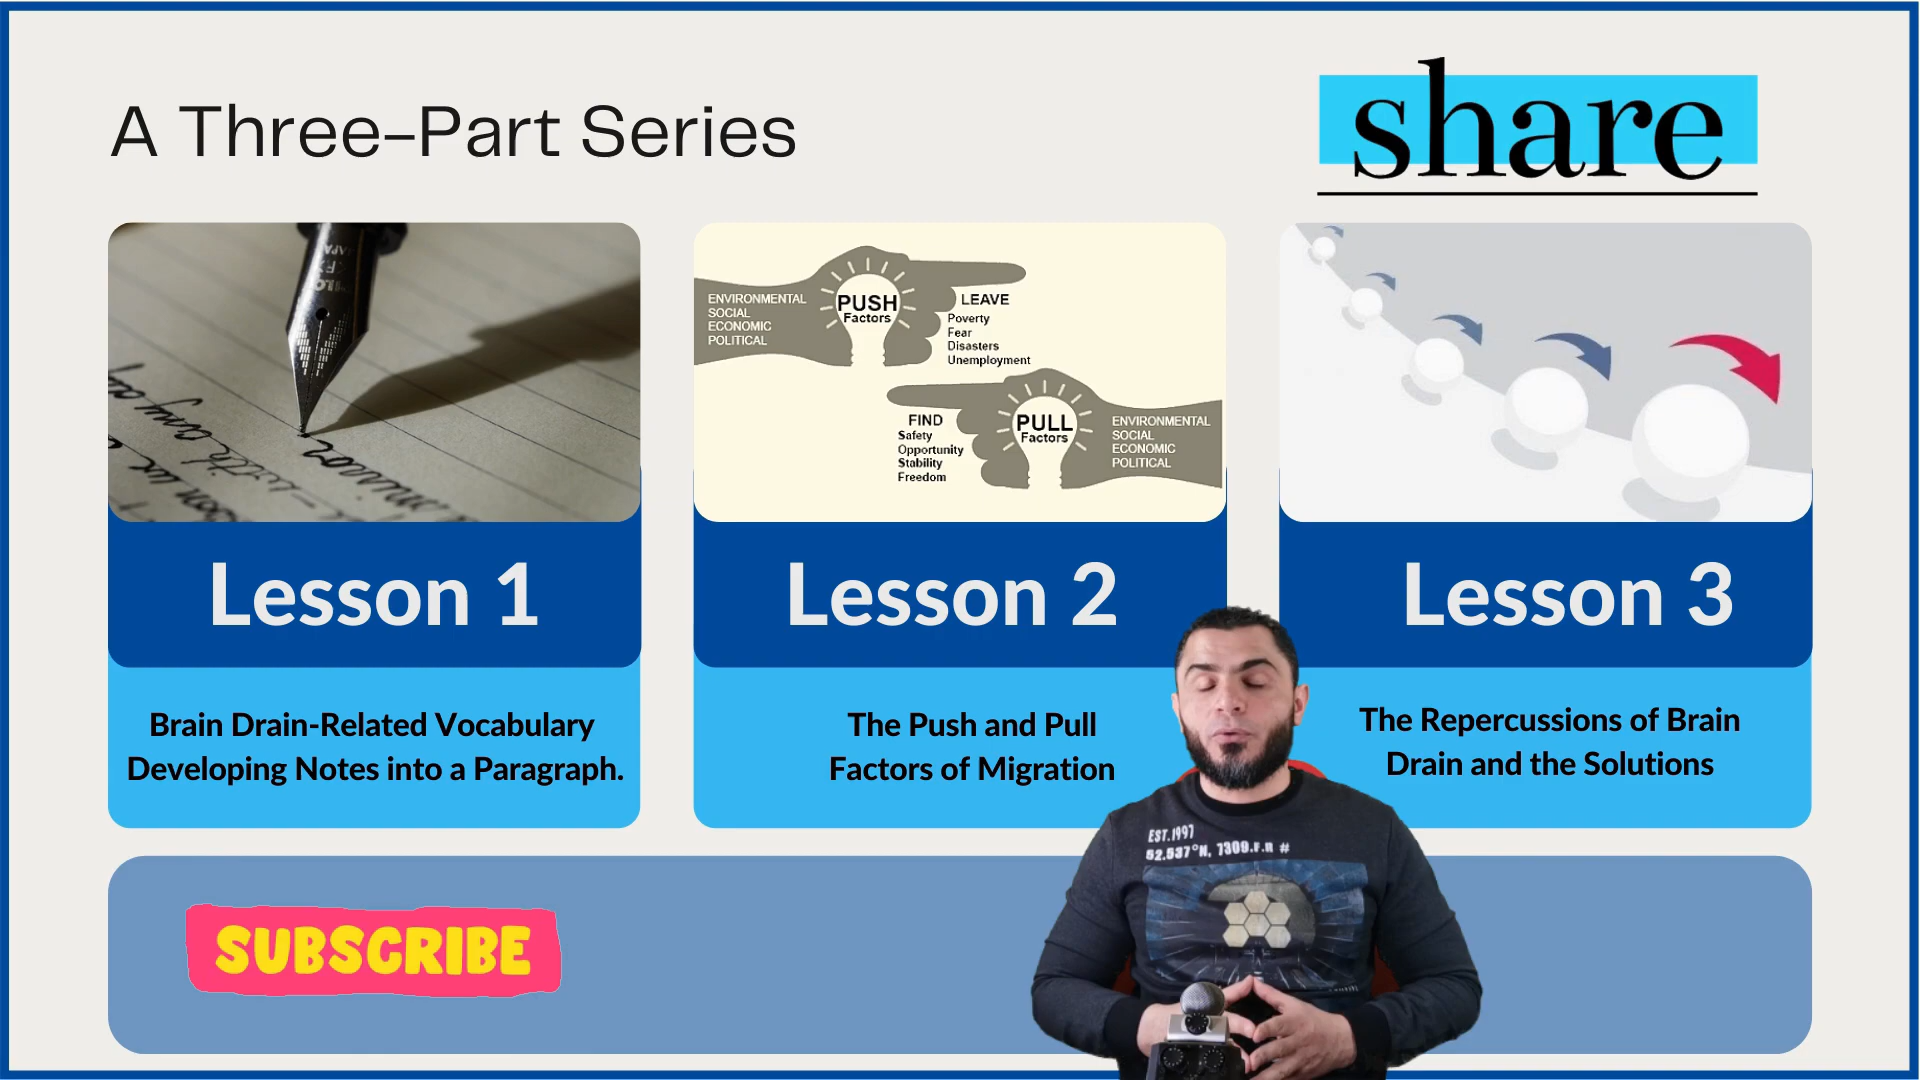 A Three-Part Series
share
ENVIRONMENTAL
SOCIAL
ECONOMIC
POLITICAL
PUSH
Factors
LEAVE
Poverty
Fear
Disasters
Unemployment
FIND
Safety
Opportunity
Stability
Freedom
PULL
Factors
ENVIRONMENTAL
SOCIAL
ECONOMIC
POLITICAL
Lesson 1
Lesson 2
Lesson 3
Brain Drain-Related Vocabulary
Developing Notes into a Paragraph.
The Push and Pull
Factors of Migration
The Repercussions of Brain
Drain and the Solutions
EST.1997
52.537°N, 7309.F.R #
SUBSCRIBE